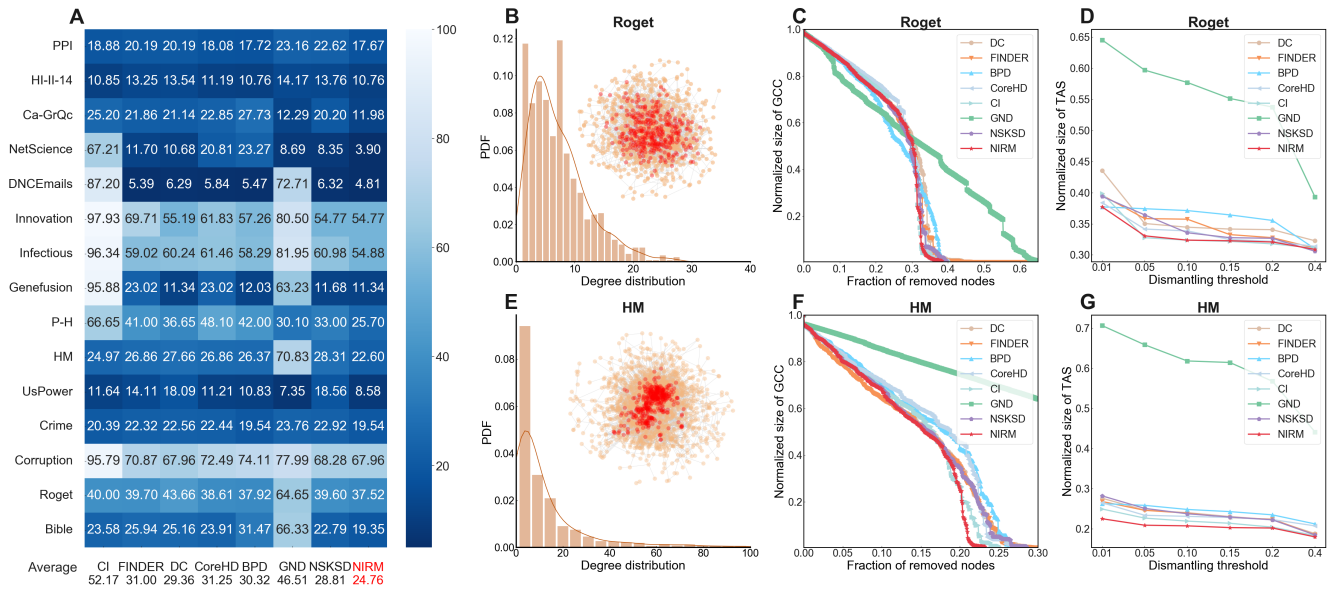 A
PPI 18.88 20.19 20.19 18.08 17.72 23.16 22.62 17.67
HI-II-14 10.85 13.25 13.54 11.19 10.76 14.17 13.76 10.76
Ca-GrQc 25.20 21.86 21.14 22.85 27.73 12.29 20.20 11.98
NetScience 67.21 11.70 10.68 20.81 23.27 8.69 8.35 3.90
DNCEmails 87.20 5.39 6.29 5.84 5.47 72.71 6.32 4.81
Innovation 97.93 69.71 55.19 61.83 57.26 80.50 54.77 54.77
Infectious 96.34 59.02 60.24 61.46 58.29 81.95 60.98 54.88
Genefusion 95.88 23.02 11.34 23.02 12.03 63.23 11.68 11.34
P-H 66.65 41.00 36.65 48.10 42.00 30.10 33.00 25.70
HM 24.97 26.86 27.66 26.86 26.37 70.83 28.31 22.60
UsPower 11.64 14.11 18.09 11.21 10.83 7.35 18.56 8.58
Crime 20.39 22.32 22.56 22.44 19.54 23.76 22.92 19.54
Corruption 95.79 70.87 67.96 72.49 74.11 77.99 68.28 67.96
Roget 40.00 39.70 43.66 38.61 37.92 64.65 39.60 37.52
Bible 23.58 25.94 25.16 23.91 31.47 66.33 22.79 19.35
CI FINDER DC CoreHD BPD GND NSKSD NIRM
Average 52.17 31.00 29.36 31.25 30.32 46.51 28.81 24.76
100
80
60
40
20
B
Roget
PDF
0.12
0.10
0.08
0.06
0.04
0.02
0.00
0 10 20 30 40
Degree distribution
C
Roget
Normalized size of GCC
1.0
0.8
0.6
0.4
0.2
0.0 0.1 0.2 0.3 0.4 0.5 0.6
Fraction of removed nodes
DC
FINDER
BPD
CoreHD
CI
GND
NSKSD
NIRM
D
Roget
Normalized size of TAS
0.65
0.60
0.55
0.50
0.45
0.40
0.35
0.30
0.01 0.05 0.10 0.15 0.2 0.4
Dismantling threshold
DC
FINDER
BPD
CoreHD
CI
GND
NSKSD
NIRM
E
HM
PDF
0.08
0.06
0.04
0.02
0.00
20 40 60 80 100
Degree distribution
F
HM
Normalized size of GCC
1.0
0.8
0.6
0.4
0.2
0.00 0.05 0.10 0.15 0.20 0.25 0.30
Fraction of removed nodes
DC
FINDER
BPD
CoreHD
CI
GND
NSKSD
NIRM
G
HM
Normalized size of TAS
0.7
0.6
0.5
0.4
0.3
0.2
0.01 0.05 0.10 0.15 0.2 0.4
Dismantling threshold
DC
FINDER
BPD
CoreHD
CI
GND
NSKSD
NIRM